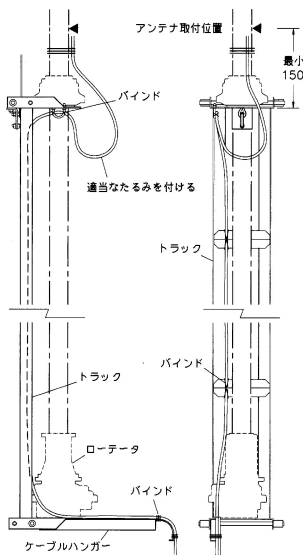 アンテナ取付位置
最小
150
バインド
適当なたるみを付ける
トラック
バインド
トラック
ローテータ
バインド
ケーブルハンガー